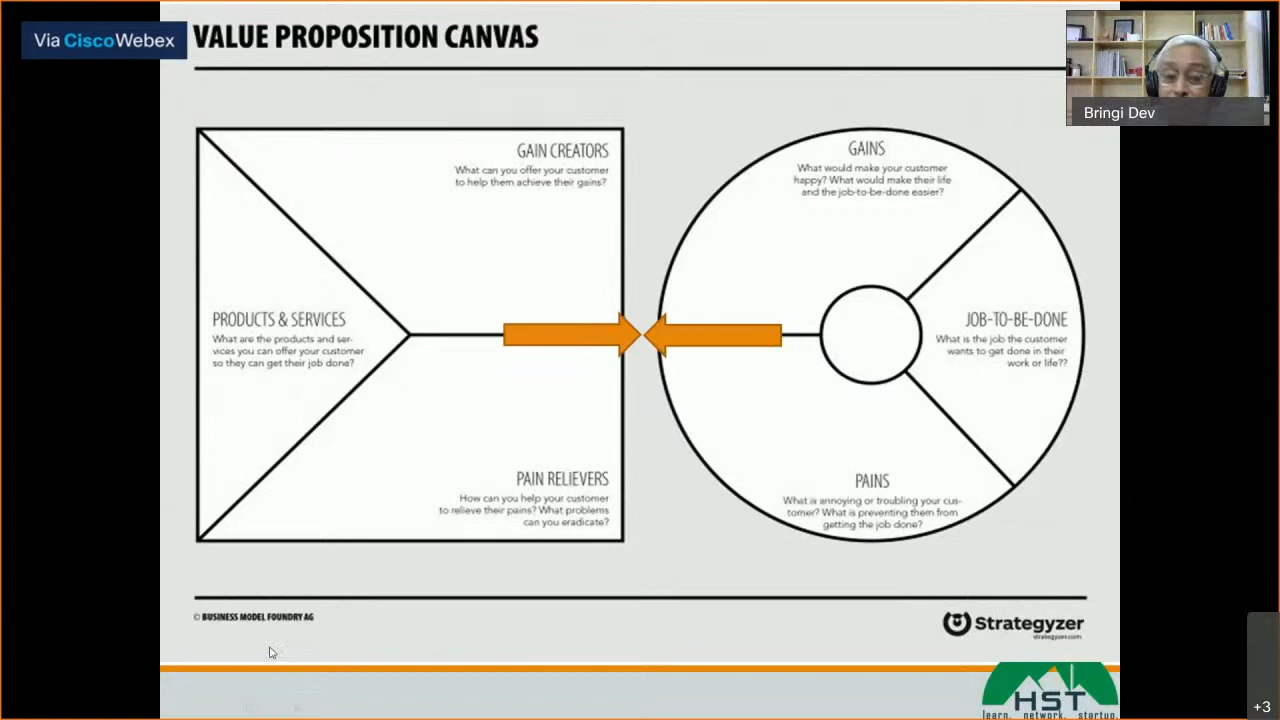 Via CiscoWebex
VALUE PROPOSITION CANVAS
Bringi Dev
GAIN CREATORS
What can you offer your customer
to help them achieve their gains?
PRODUCTS & SERVICES
What are the products and ser-
vices you can offer your customer
so they can get their job done?
PAIN RELIEVERS
How can you help your customer
to relieve their pains? What problems
can you eradicate?
GAINS
What would make your customer
happy? What would make their life
and the job-to-be-done easier?
JOB-TO-BE-DONE
What is the job the customer
wants to get done in their
work or life??
PAINS
What is annoying or troubling your cus-
tomer? What is preventing them from
getting the job done?
© BUSINESS MODEL FOUNDRY AG
Strategyzer
strategyzer.com
HST
learn. network. startup.
+3